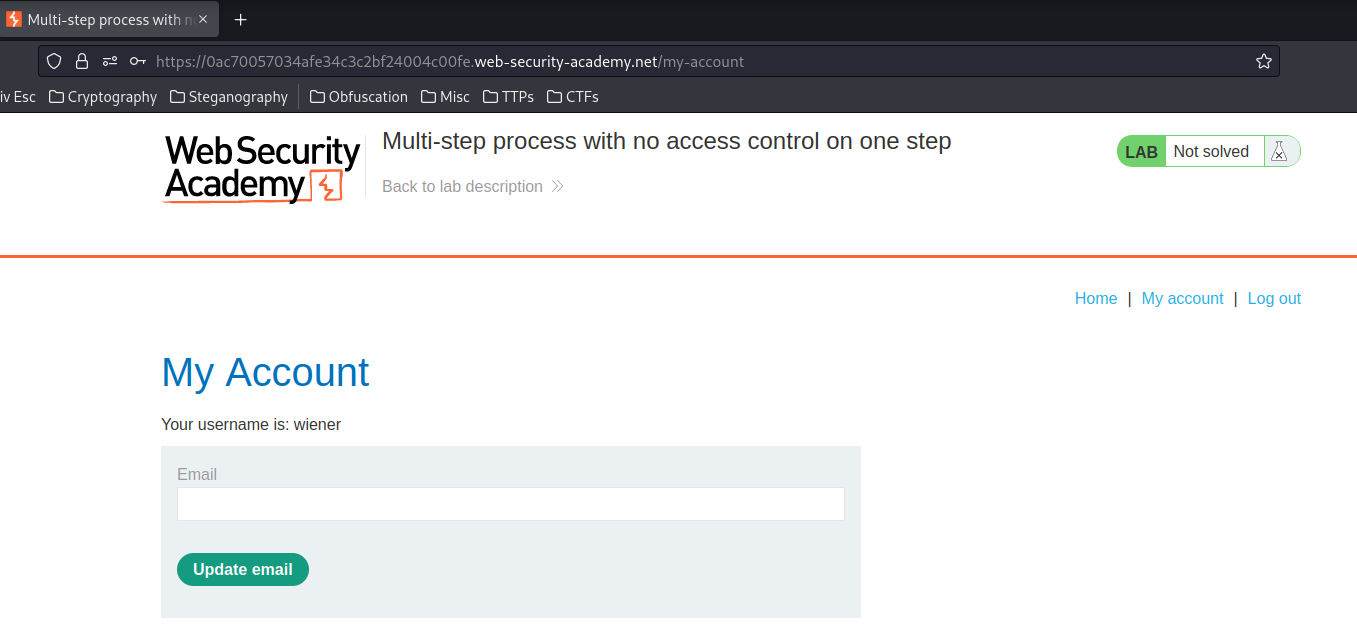 Multi-step process with n
https://0ac70057034afe34c3c2bf24004c00fe.web-security-academy.net/my-account
iv Esc Cryptography Steganography Obfuscation Misc TTPs CTFs
Web Security
Academy
Multi-step process with no access control on one step
Back to lab description
LAB Not solved
Home | My account | Log out
My Account
Your username is: wiener
Email
Update email